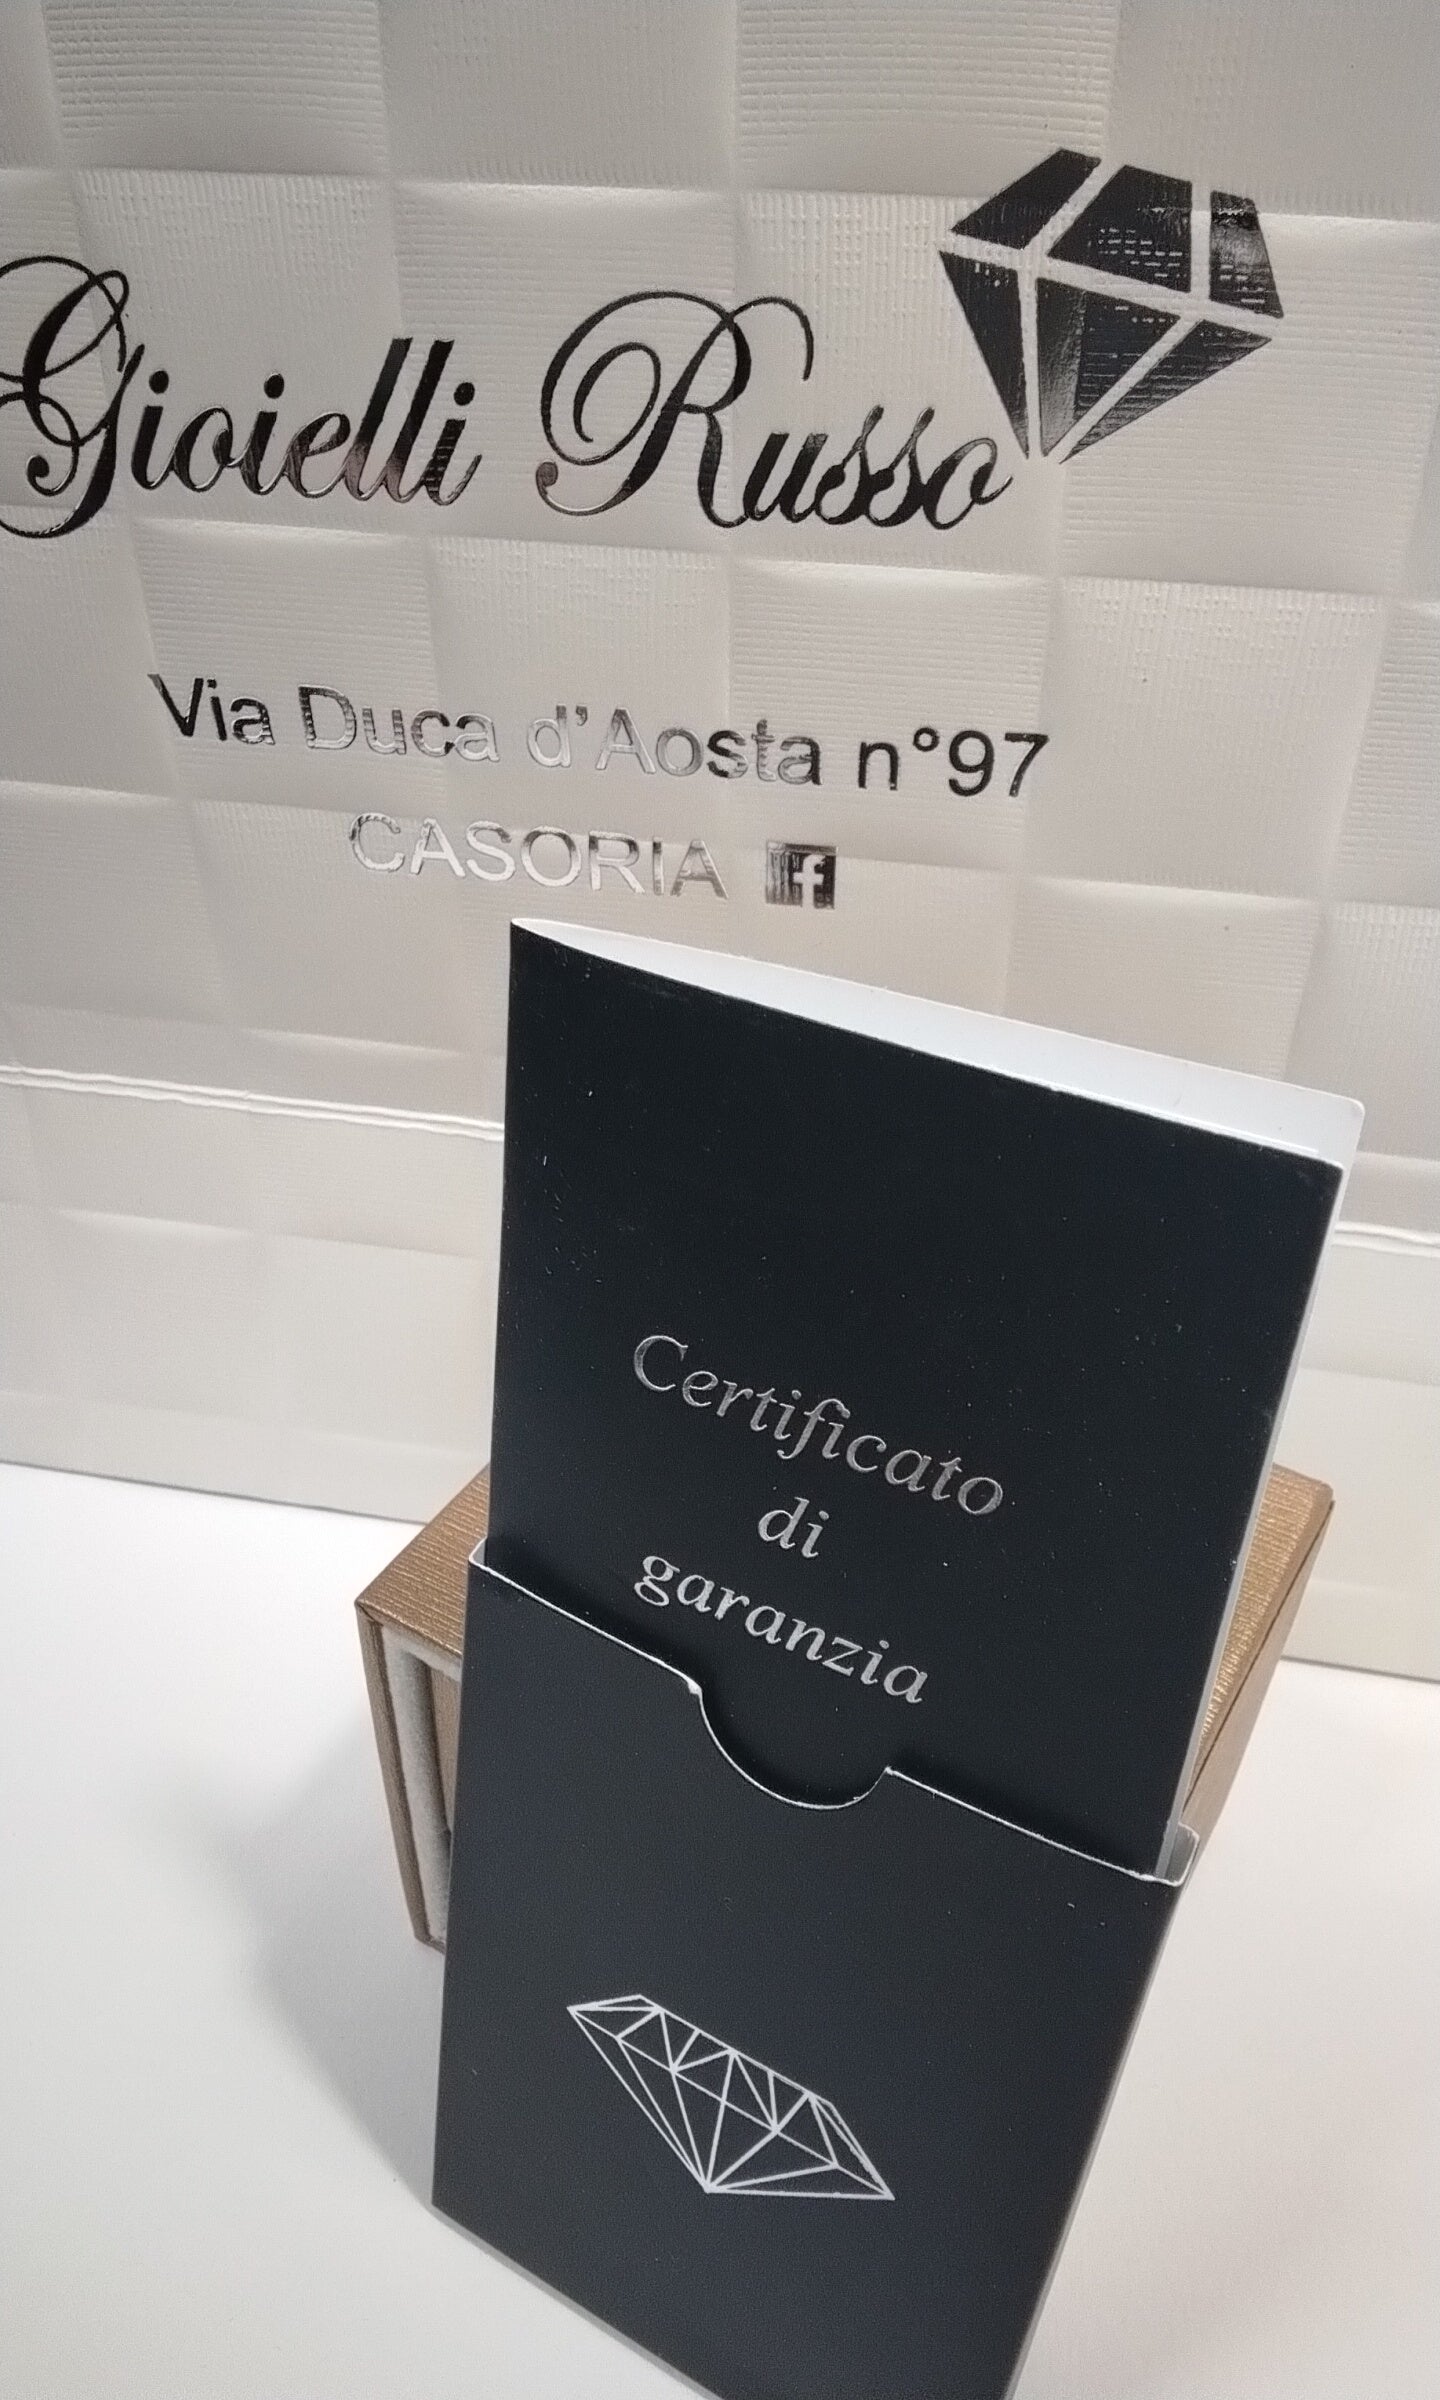 Gioielli Russo
Via Duca d'Aosta n°97
CASORIA f
Certificato
di
garanzia